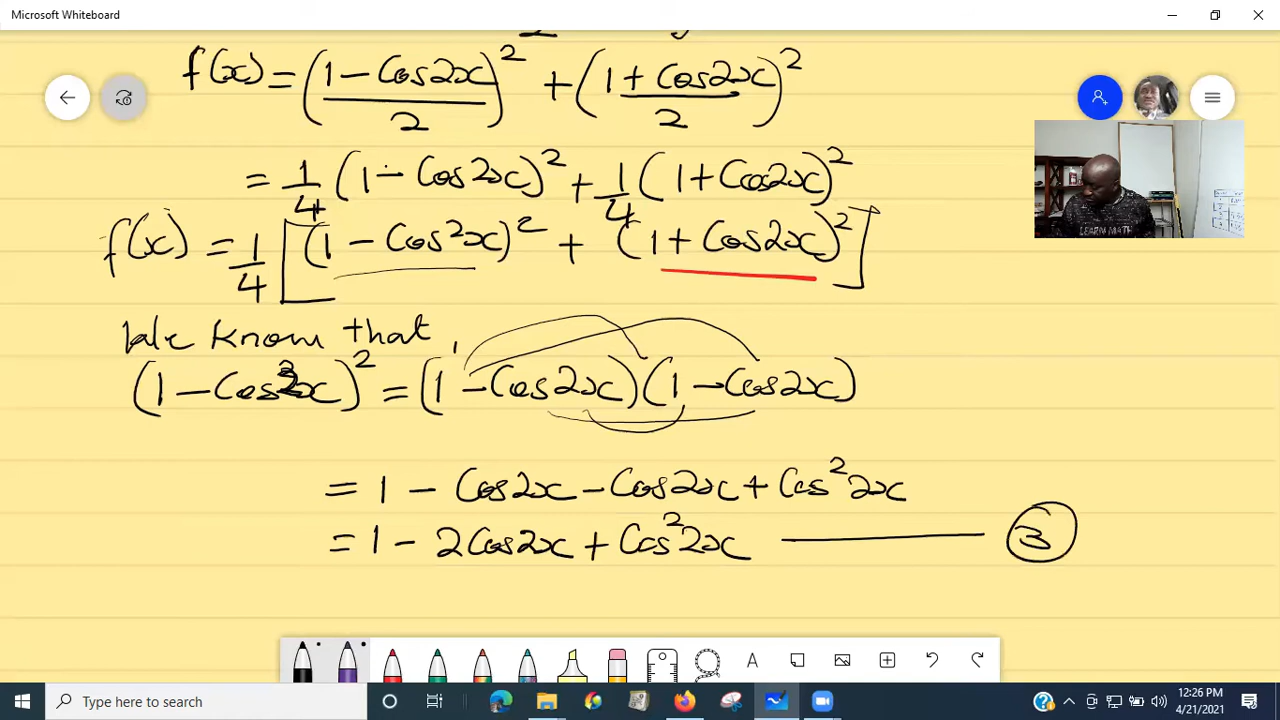 Microsoft Whiteboard
f(x) = (1 - Cos2x / 2)² + (1 + Cos2x / 2)²
= 1/4 (1 - Cos2x)² + 1/4 (1 + Cos2x)²
f(x) = 1/4 [(1 - Cos2x)² + (1 + Cos2x)²]
We know that,
(1 - Cos2x)² = (1 - Cos2x)(1 - Cos2x)
= 1 - Cos2x - Cos2x + Cos²2x
= 1 - 2Cos2x + Cos²2x ——— 3
LEARN MATH
A
Type here to search
12:26 PM
4/21/2021